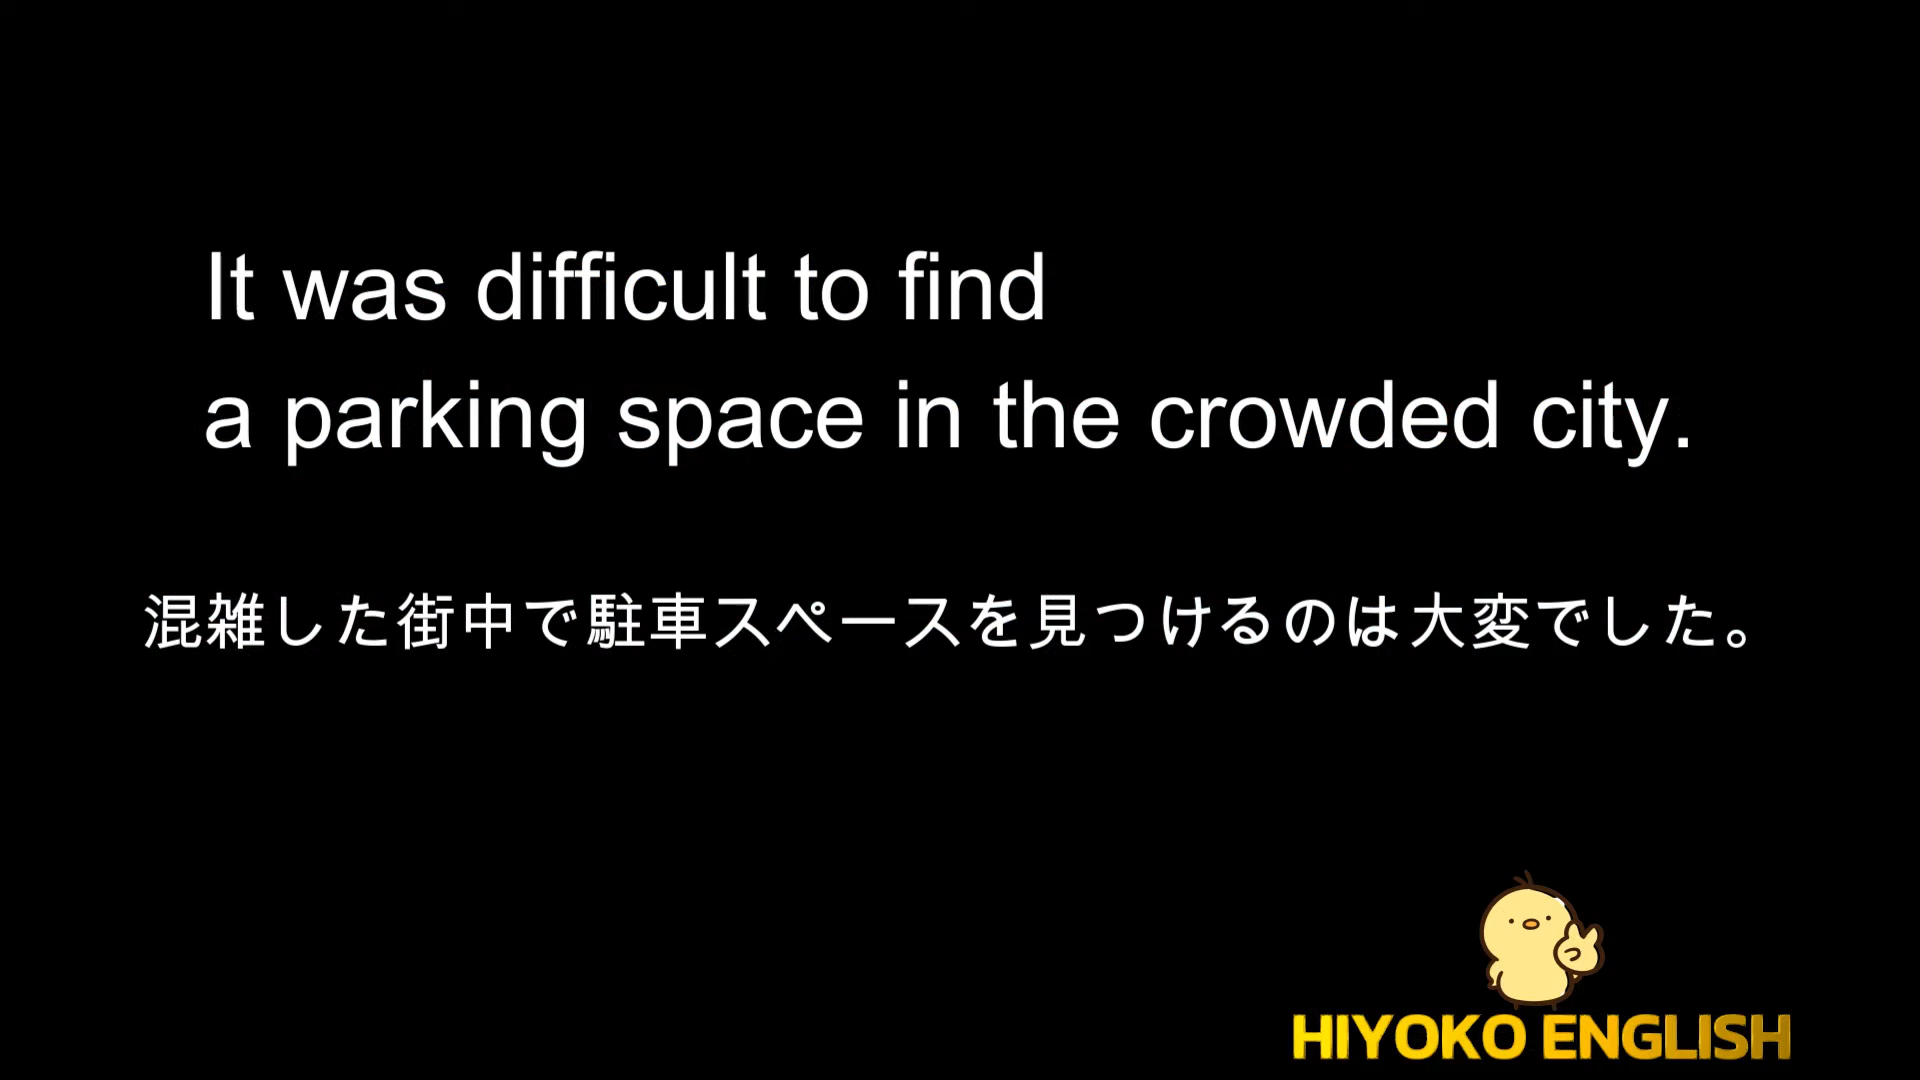 It was difficult to find
a parking space in the crowded city.
混雑した街中で駐車スペースを見つけるのは大変でした。
HIYOKO ENGLISH